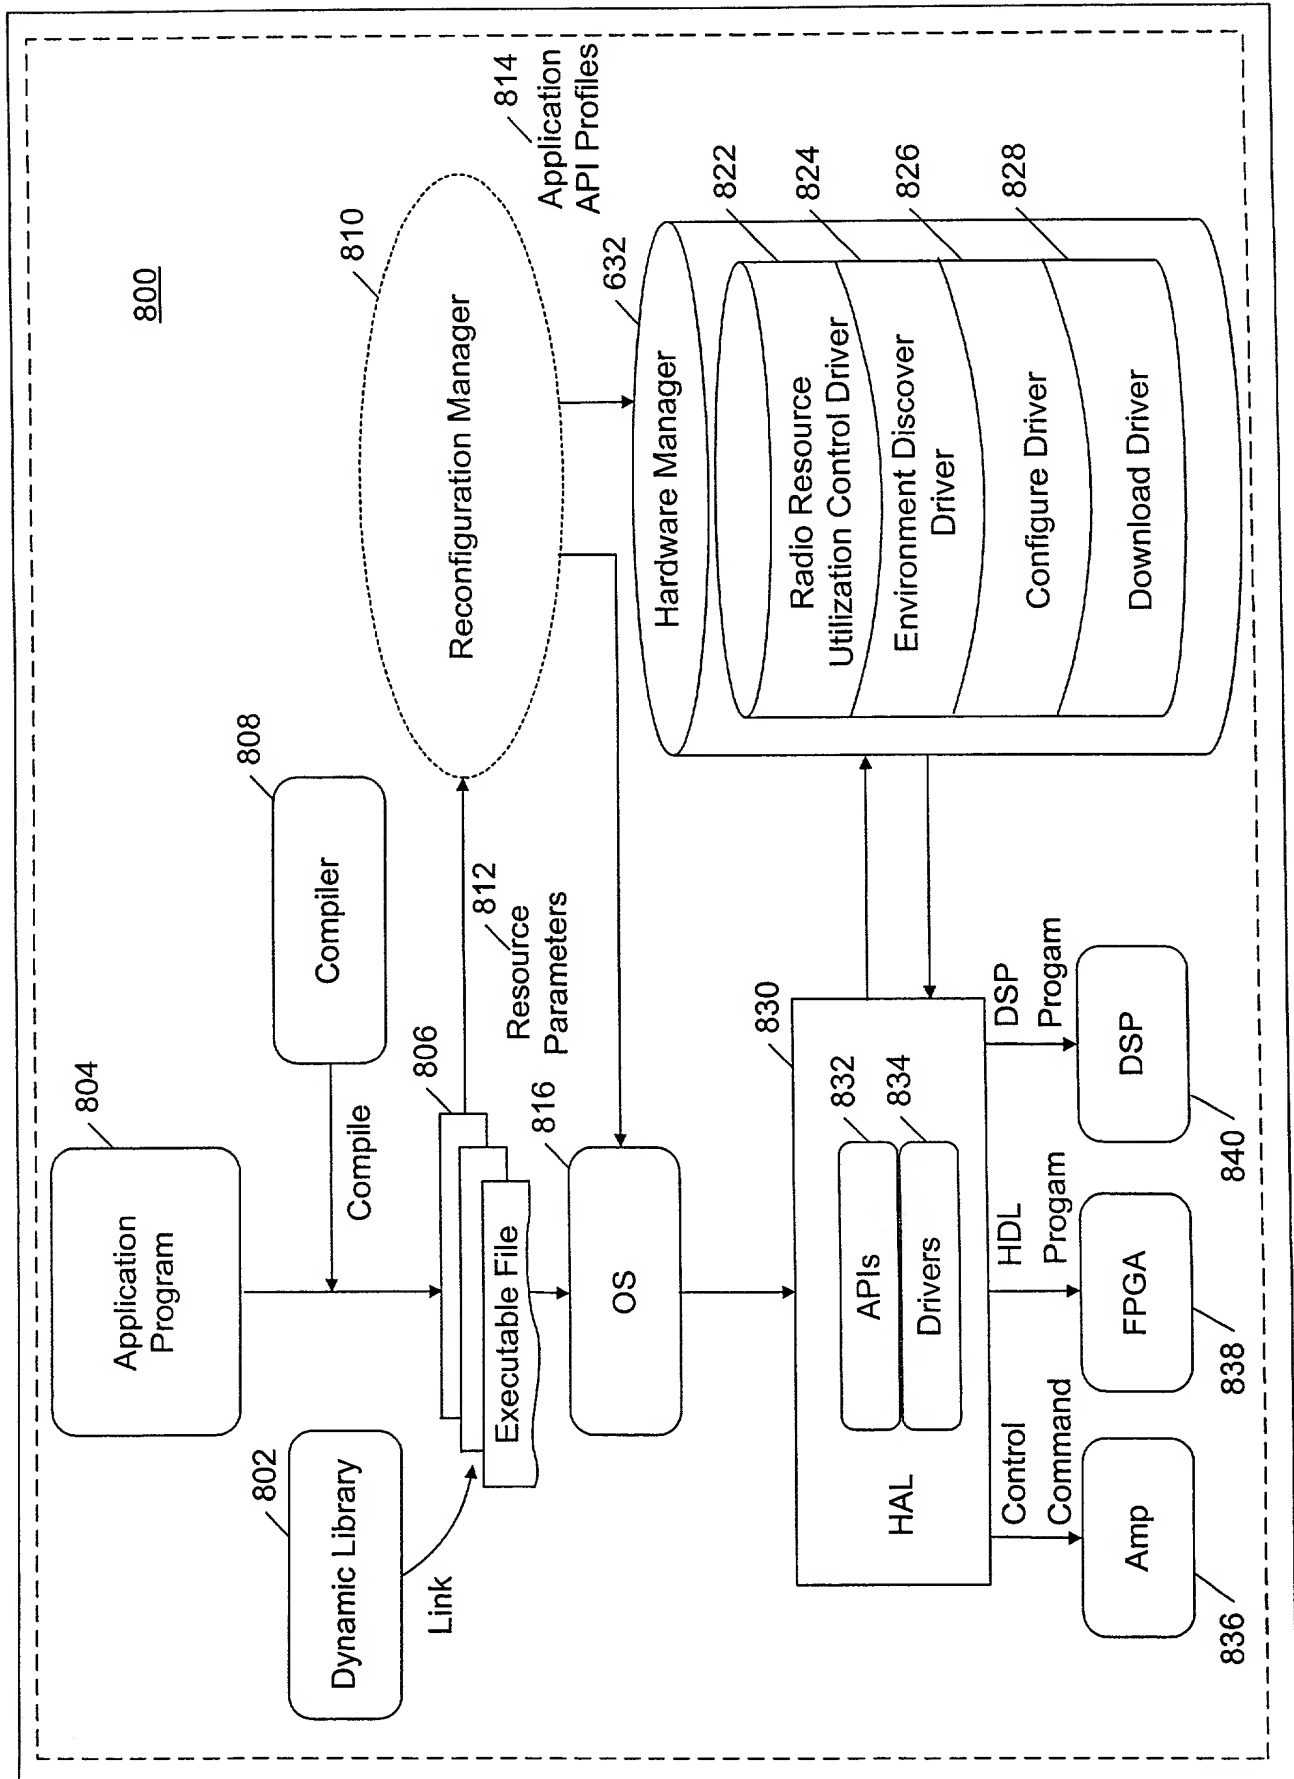 800
804
Application
Program
802
Dynamic Library
Link
808
Compiler
Compile
806
Executable File
812
Resource
Parameters
810
Reconfiguration Manager
814
Application
API Profiles
816
OS
632
Hardware Manager
822
Radio Resource
Utilization Control Driver
824
Environment Discover
Driver
826
Configure Driver
828
Download Driver
830
HAL
832
APIs
834
Drivers
Control
Command
HDL
Progam
DSP
Progam
Amp
836
FPGA
838
DSP
840